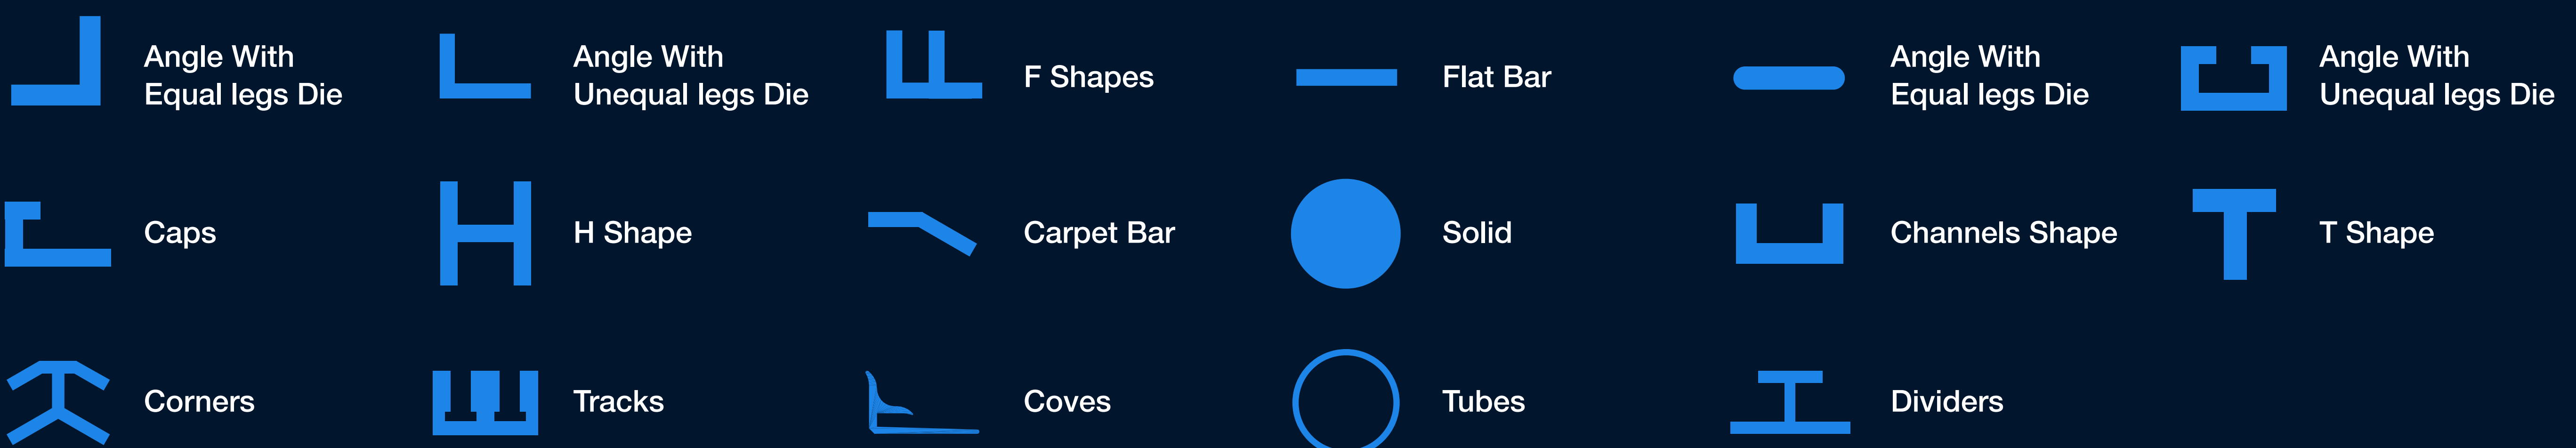 Angle With
Equal legs Die
Angle With
Unequal legs Die
F Shapes
Flat Bar
Angle With
Equal legs Die
Angle With
Unequal legs Die
Caps
H Shape
Carpet Bar
Solid
Channels Shape
T Shape
Corners
Tracks
Coves
Tubes
Dividers